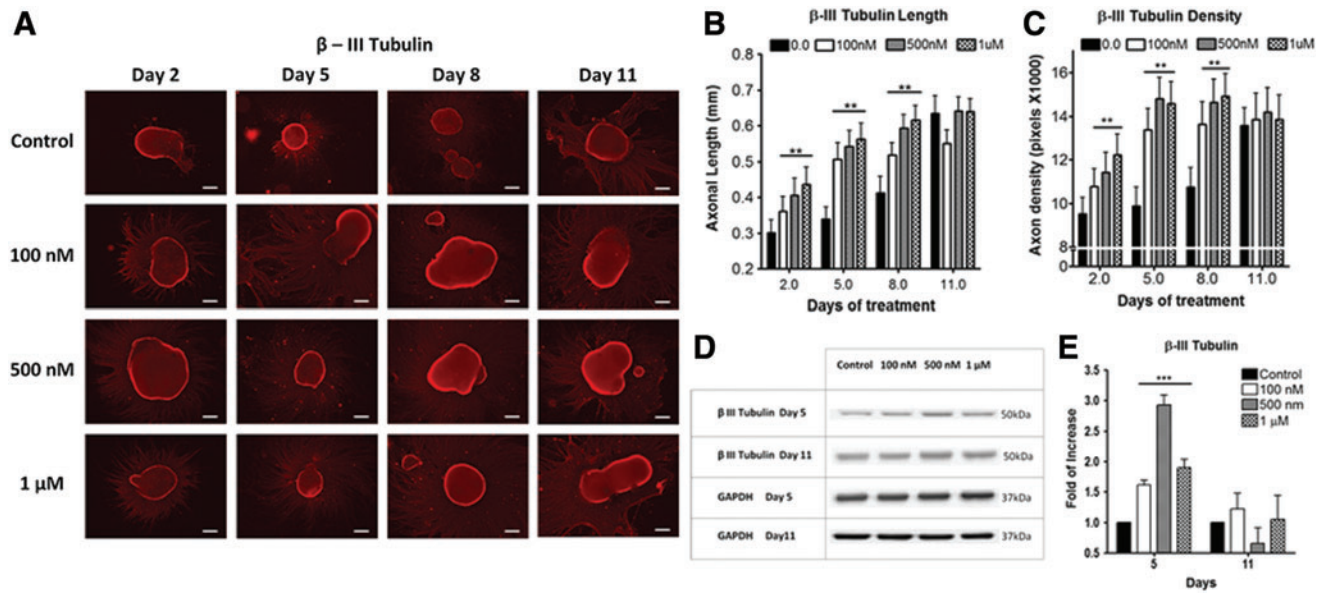 A
β – III Tubulin
Day 2 Day 5 Day 8 Day 11
Control
100 nM
500 nM
1 μM
B
β-III Tubulin Length
0.0 100nM 500nM 1uM
Axonal Length (mm)
0.8
0.7
0.6
0.5
0.4
0.3
0.2
** ** **
2.0 5.0 8.0 11.0
Days of treatment
C
β-III Tubulin Density
0.0 100nM 500nM 1uM
Axon density (pixels X1000)
16
14
12
10
8
0
** ** **
2.0 5.0 8.0 11.0
Days of treatment
D
Control 100 nM 500 nM 1 μM
β III Tubulin Day 5 50kDa
β III Tubulin Day 11 50kDa
GAPDH Day 5 37kDa
GAPDH Day11 37kDa
E
β-III Tubulin
Control
100 nM
500 nm
1 μM
Fold of Increase
3.5
3.0
2.5
2.0
1.5
1.0
0.5
***
5 11
Days